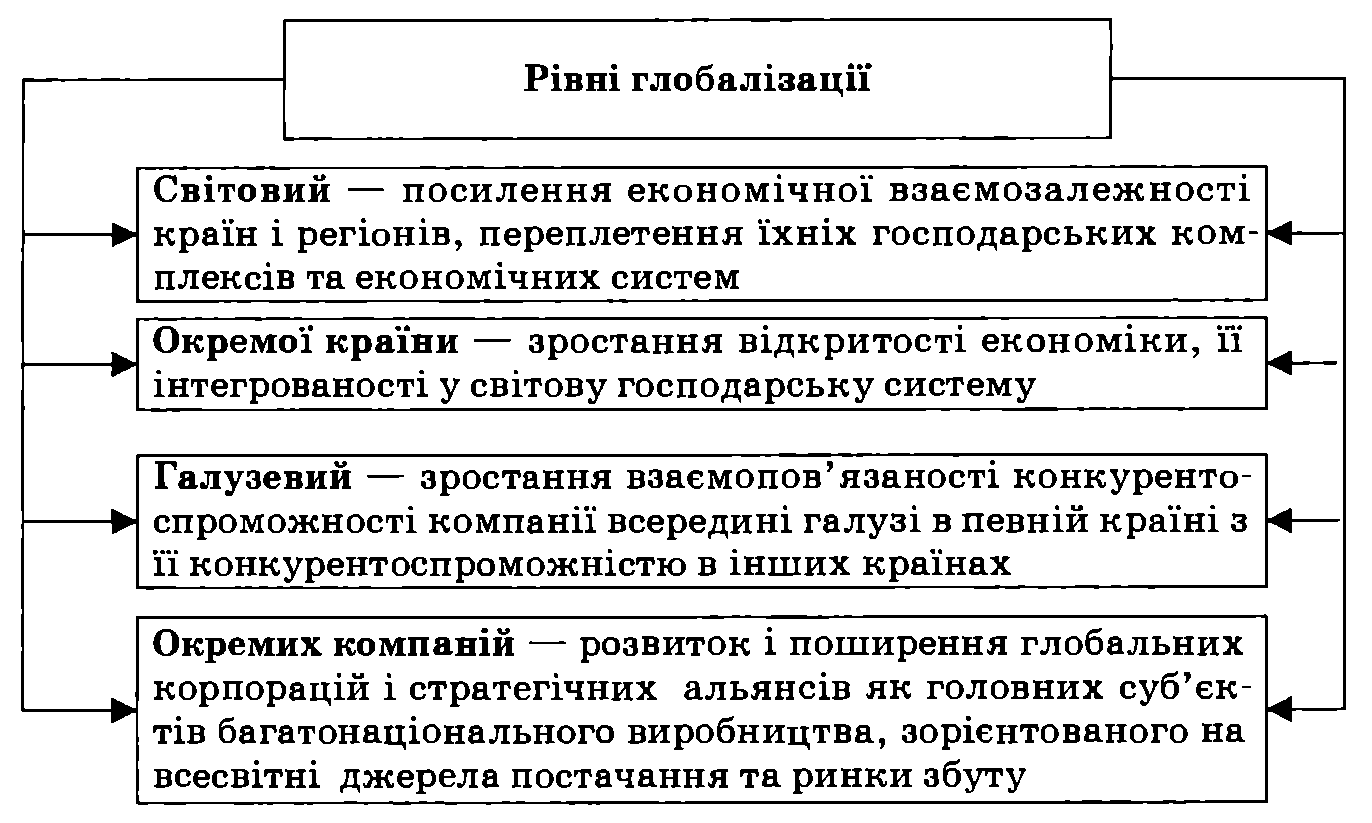 Рівні глобалізації
Світовий — посилення економічної взаємозалежності
країн і регіонів, переплетення їхніх господарських ком-
плексів та економічних систем
Окремої країни — зростання відкритості економіки, її
інтегрованості у світову господарську систему
Галузевий — зростання взаємопов’язаності конкуренто-
спроможності компанії всередині галузі в певній країні з
її конкурентоспроможністю в інших країнах
Окремих компаній — розвиток і поширення глобальних
корпорацій і стратегічних альянсів як головних суб’єк-
тів багатонаціонального виробництва, зорієнтованого на
всесвітні джерела постачання та ринки збуту